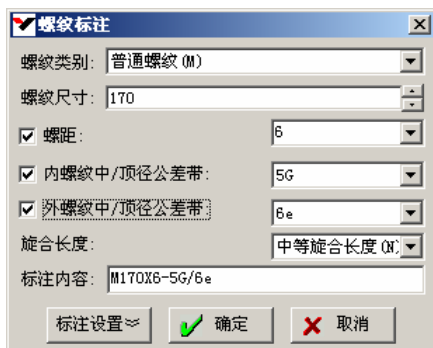 螺纹标注
螺纹类别: 普通螺纹(M)
螺纹尺寸: 170
螺距: 6
内螺纹中/顶径公差带: 5G
外螺纹中/顶径公差带: 6e
旋合长度: 中等旋合长度(N)
标注内容: M170X6-5G/6e
标注设置 确定 取消